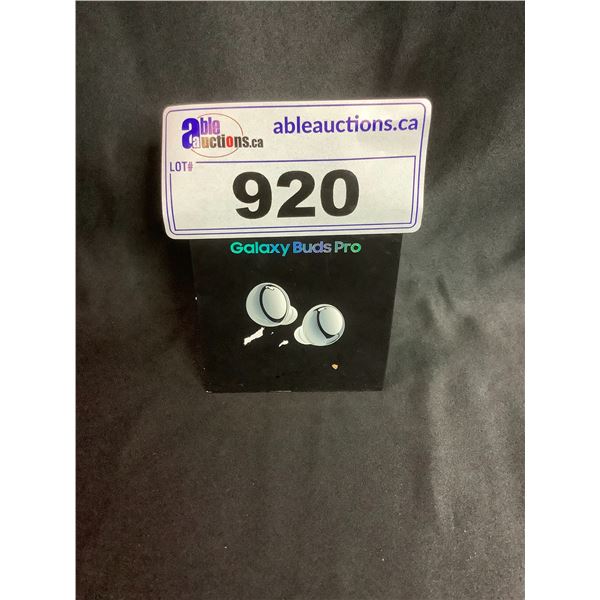 able auctions.ca
ableauctions.ca
LOT#
920
Galaxy Buds Pro